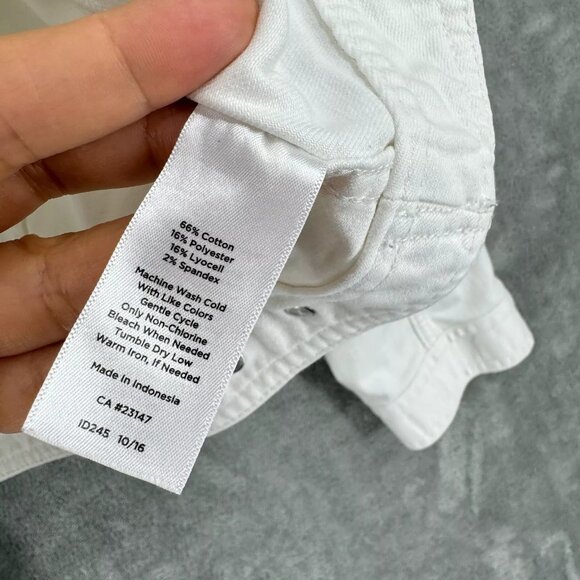 66% Cotton
16% Polyester
16% Lyocell
2% Spandex
Machine Wash Cold
With Like Colors
Gentle Cycle
Only Non-Chlorine
Bleach When Needed
Tumble Dry Low
Warm Iron, If Needed
Made in Indonesia
CA #23147
ID245 10/16